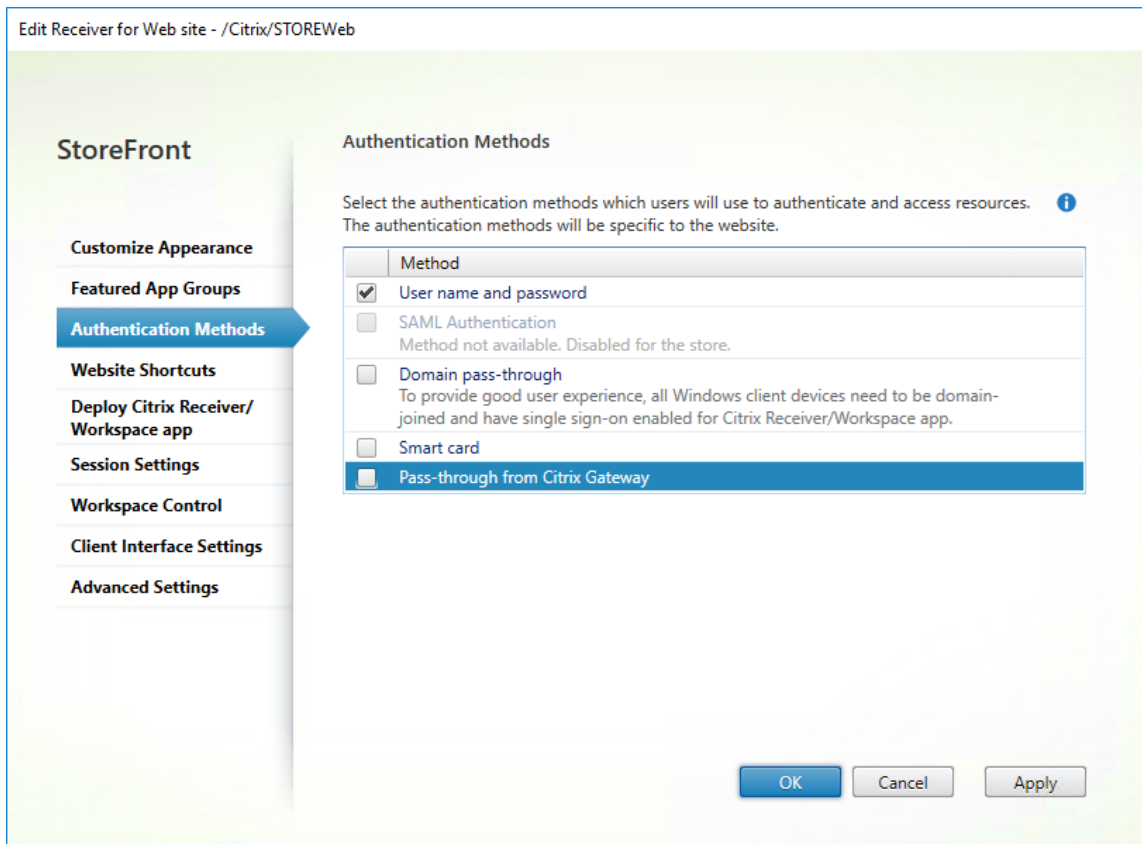 Edit Receiver for Web site - /Citrix/STOREWeb
StoreFront
Customize Appearance
Featured App Groups
Authentication Methods
Website Shortcuts
Deploy Citrix Receiver/
Workspace app
Session Settings
Workspace Control
Client Interface Settings
Advanced Settings
Authentication Methods
Select the authentication methods which users will use to authenticate and access resources.
The authentication methods will be specific to the website.
Method
User name and password
SAML Authentication
Method not available. Disabled for the store.
Domain pass-through
To provide good user experience, all Windows client devices need to be domain-
joined and have single sign-on enabled for Citrix Receiver/Workspace app.
Smart card
Pass-through from Citrix Gateway
OK
Cancel
Apply